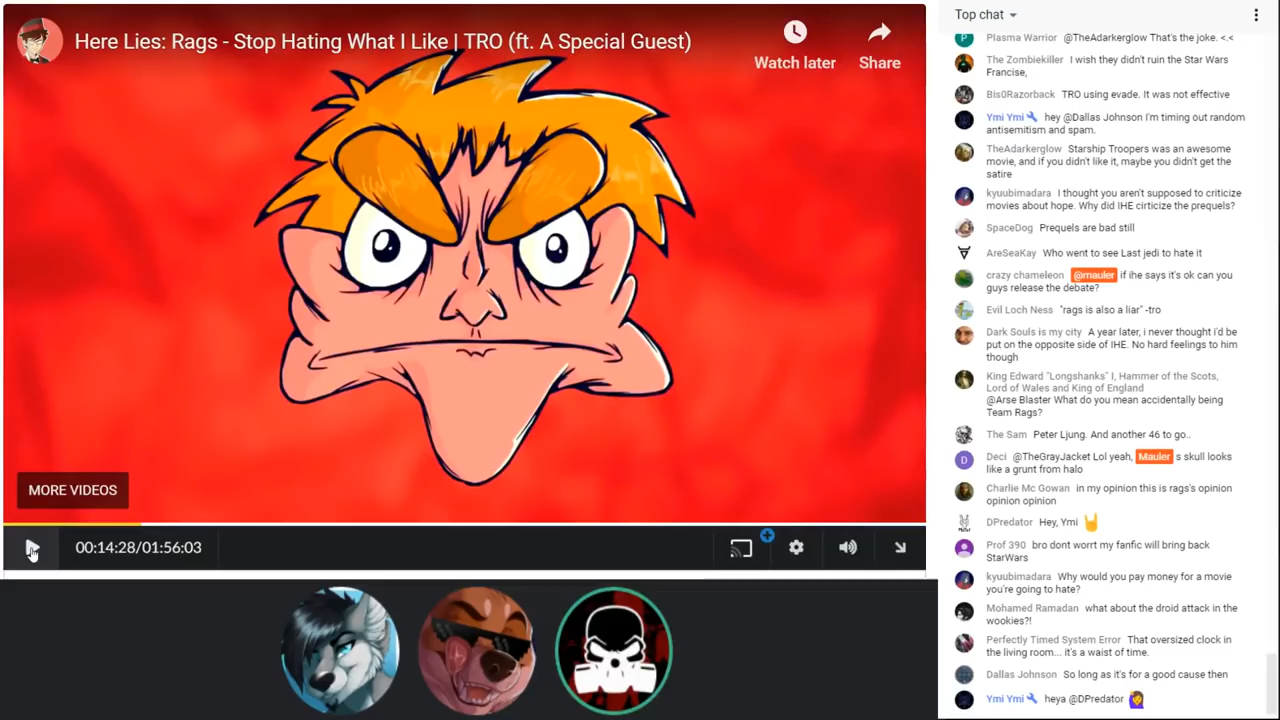 Here Lies: Rags - Stop Hating What I Like | TRO (ft. A Special Guest)
Watch later
Share
MORE VIDEOS
00:14:28/01:56:03
Top chat
P
Plasma Warrior @TheAdarkerglow That's the joke. <.<
The Zombiekiller I wish they didn't ruin the Star Wars
Francise,
Bis0Razorback TRO using evade. It was not effective
Ymi Ymi hey @Dallas Johnson I'm timing out random
antisemitism and spam.
TheAdarkerglow Starship Troopers was an awesome
movie, and if you didn't like it, maybe you didn't get the
satire
kyuubimadara I thought you aren't supposed to criticize
movies about hope. Why did IHE cirticize the prequels?
SpaceDog Prequels are bad still
AreSeaKay Who went to see Last jedi to hate it
crazy chameleon @mauler if ihe says it's ok can you
guys release the debate?
Evil Loch Ness "rags is also a liar" -tro
Dark Souls is my city A year later, i never thought i'd be
put on the opposite side of IHE. No hard feelings to him
though
King Edward "Longshanks" I, Hammer of the Scots,
Lord of Wales and King of England
@Arse Blaster What do you mean accidentally being
Team Rags?
The Sam Peter Ljung. And another 46 to go..
D
Deci @TheGrayJacket Lol yeah, Mauler s skull looks
like a grunt from halo
Charlie Mc Gowan in my opinion this is rags's opinion
opinion opinion
DPredator Hey, Ymi 🤘
Prof 390 bro dont worrt my fanfic will bring back
StarWars
kyuubimadara Why would you pay money for a movie
you're going to hate?
Mohamed Ramadan what about the droid attack in the
wookies?!
Perfectly Timed System Error That oversized clock in
the living room... it's a waist of time.
Dallas Johnson So long as it's for a good cause then
Ymi Ymi heya @DPredator 🙋‍♀️